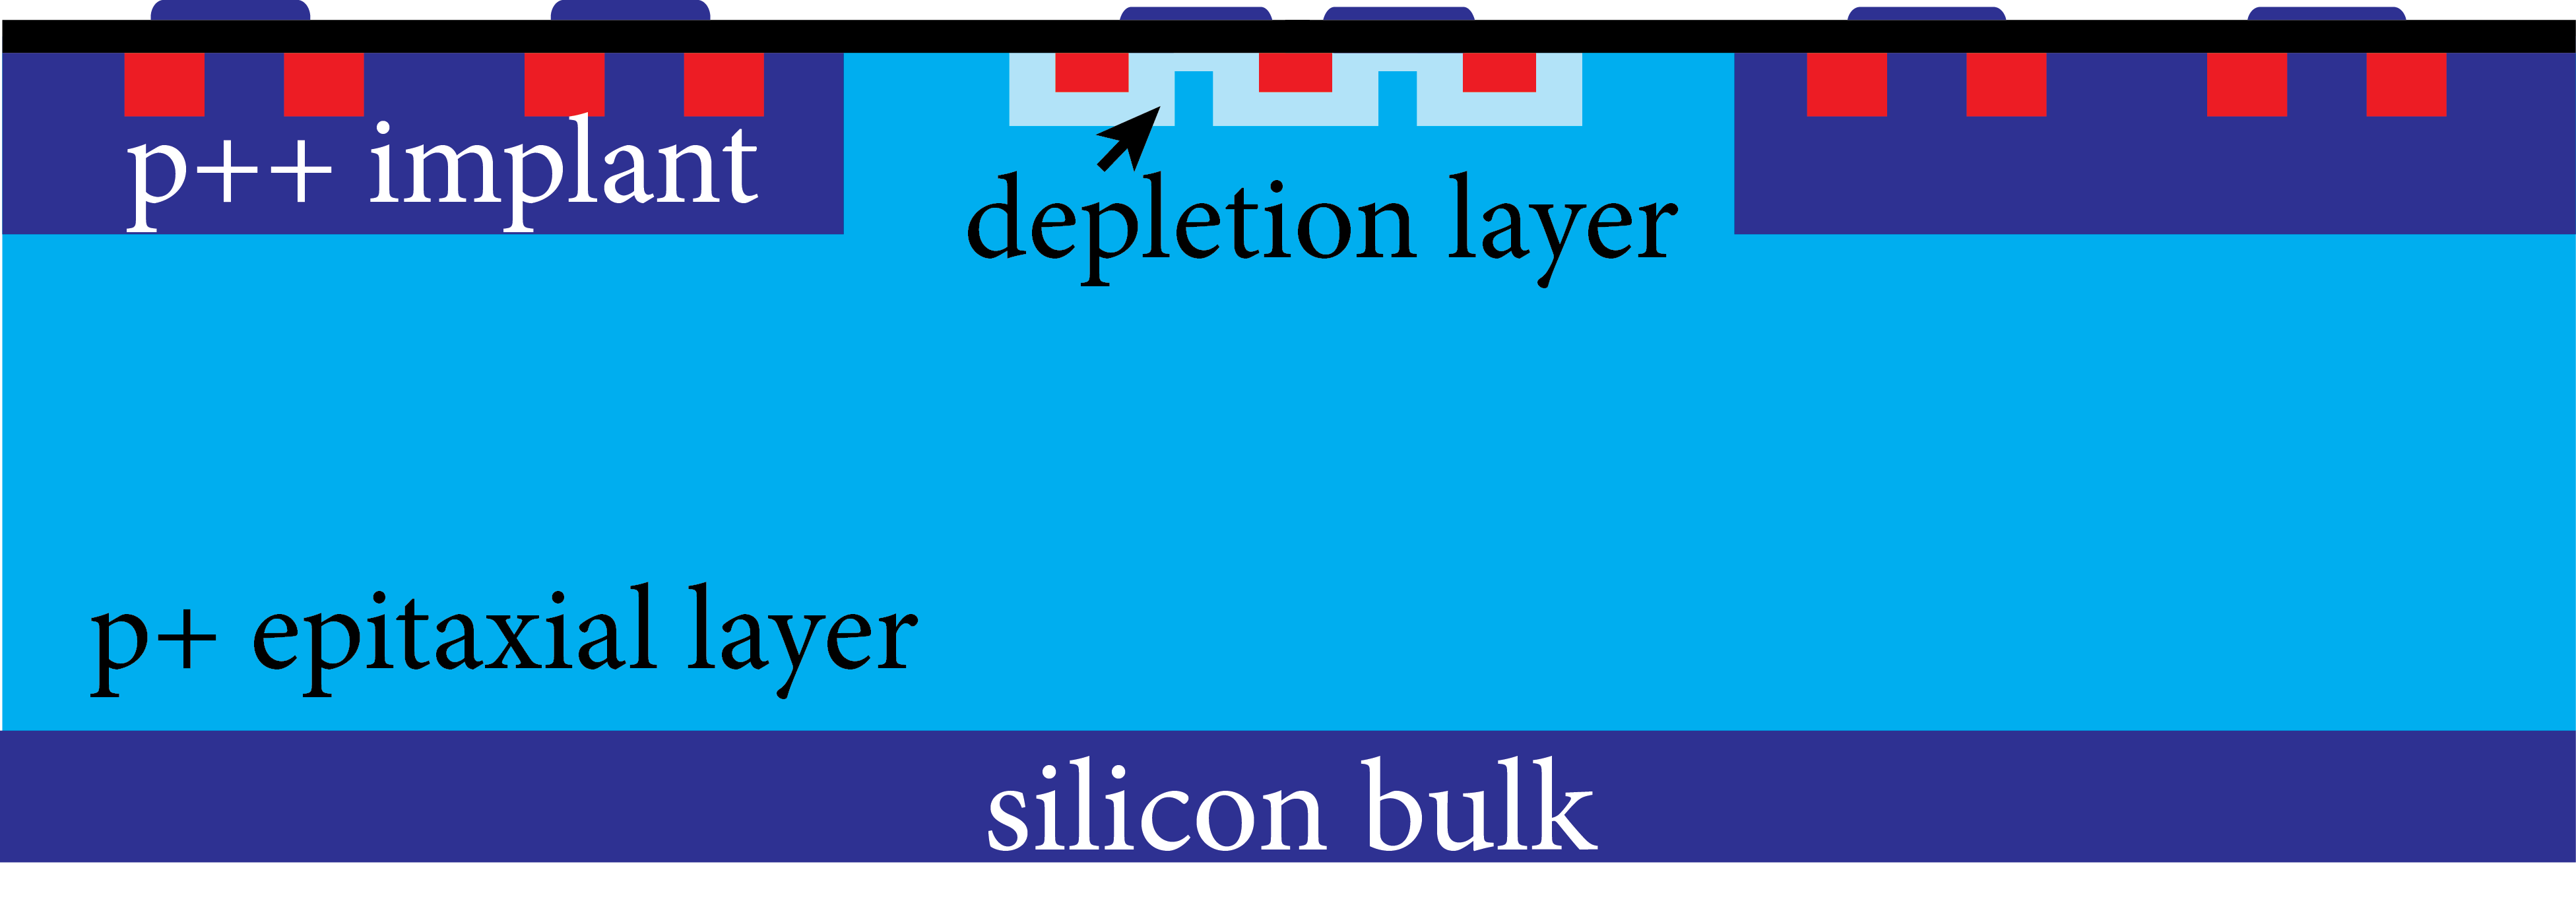 p++ implant
depletion layer
p+ epitaxial layer
silicon bulk